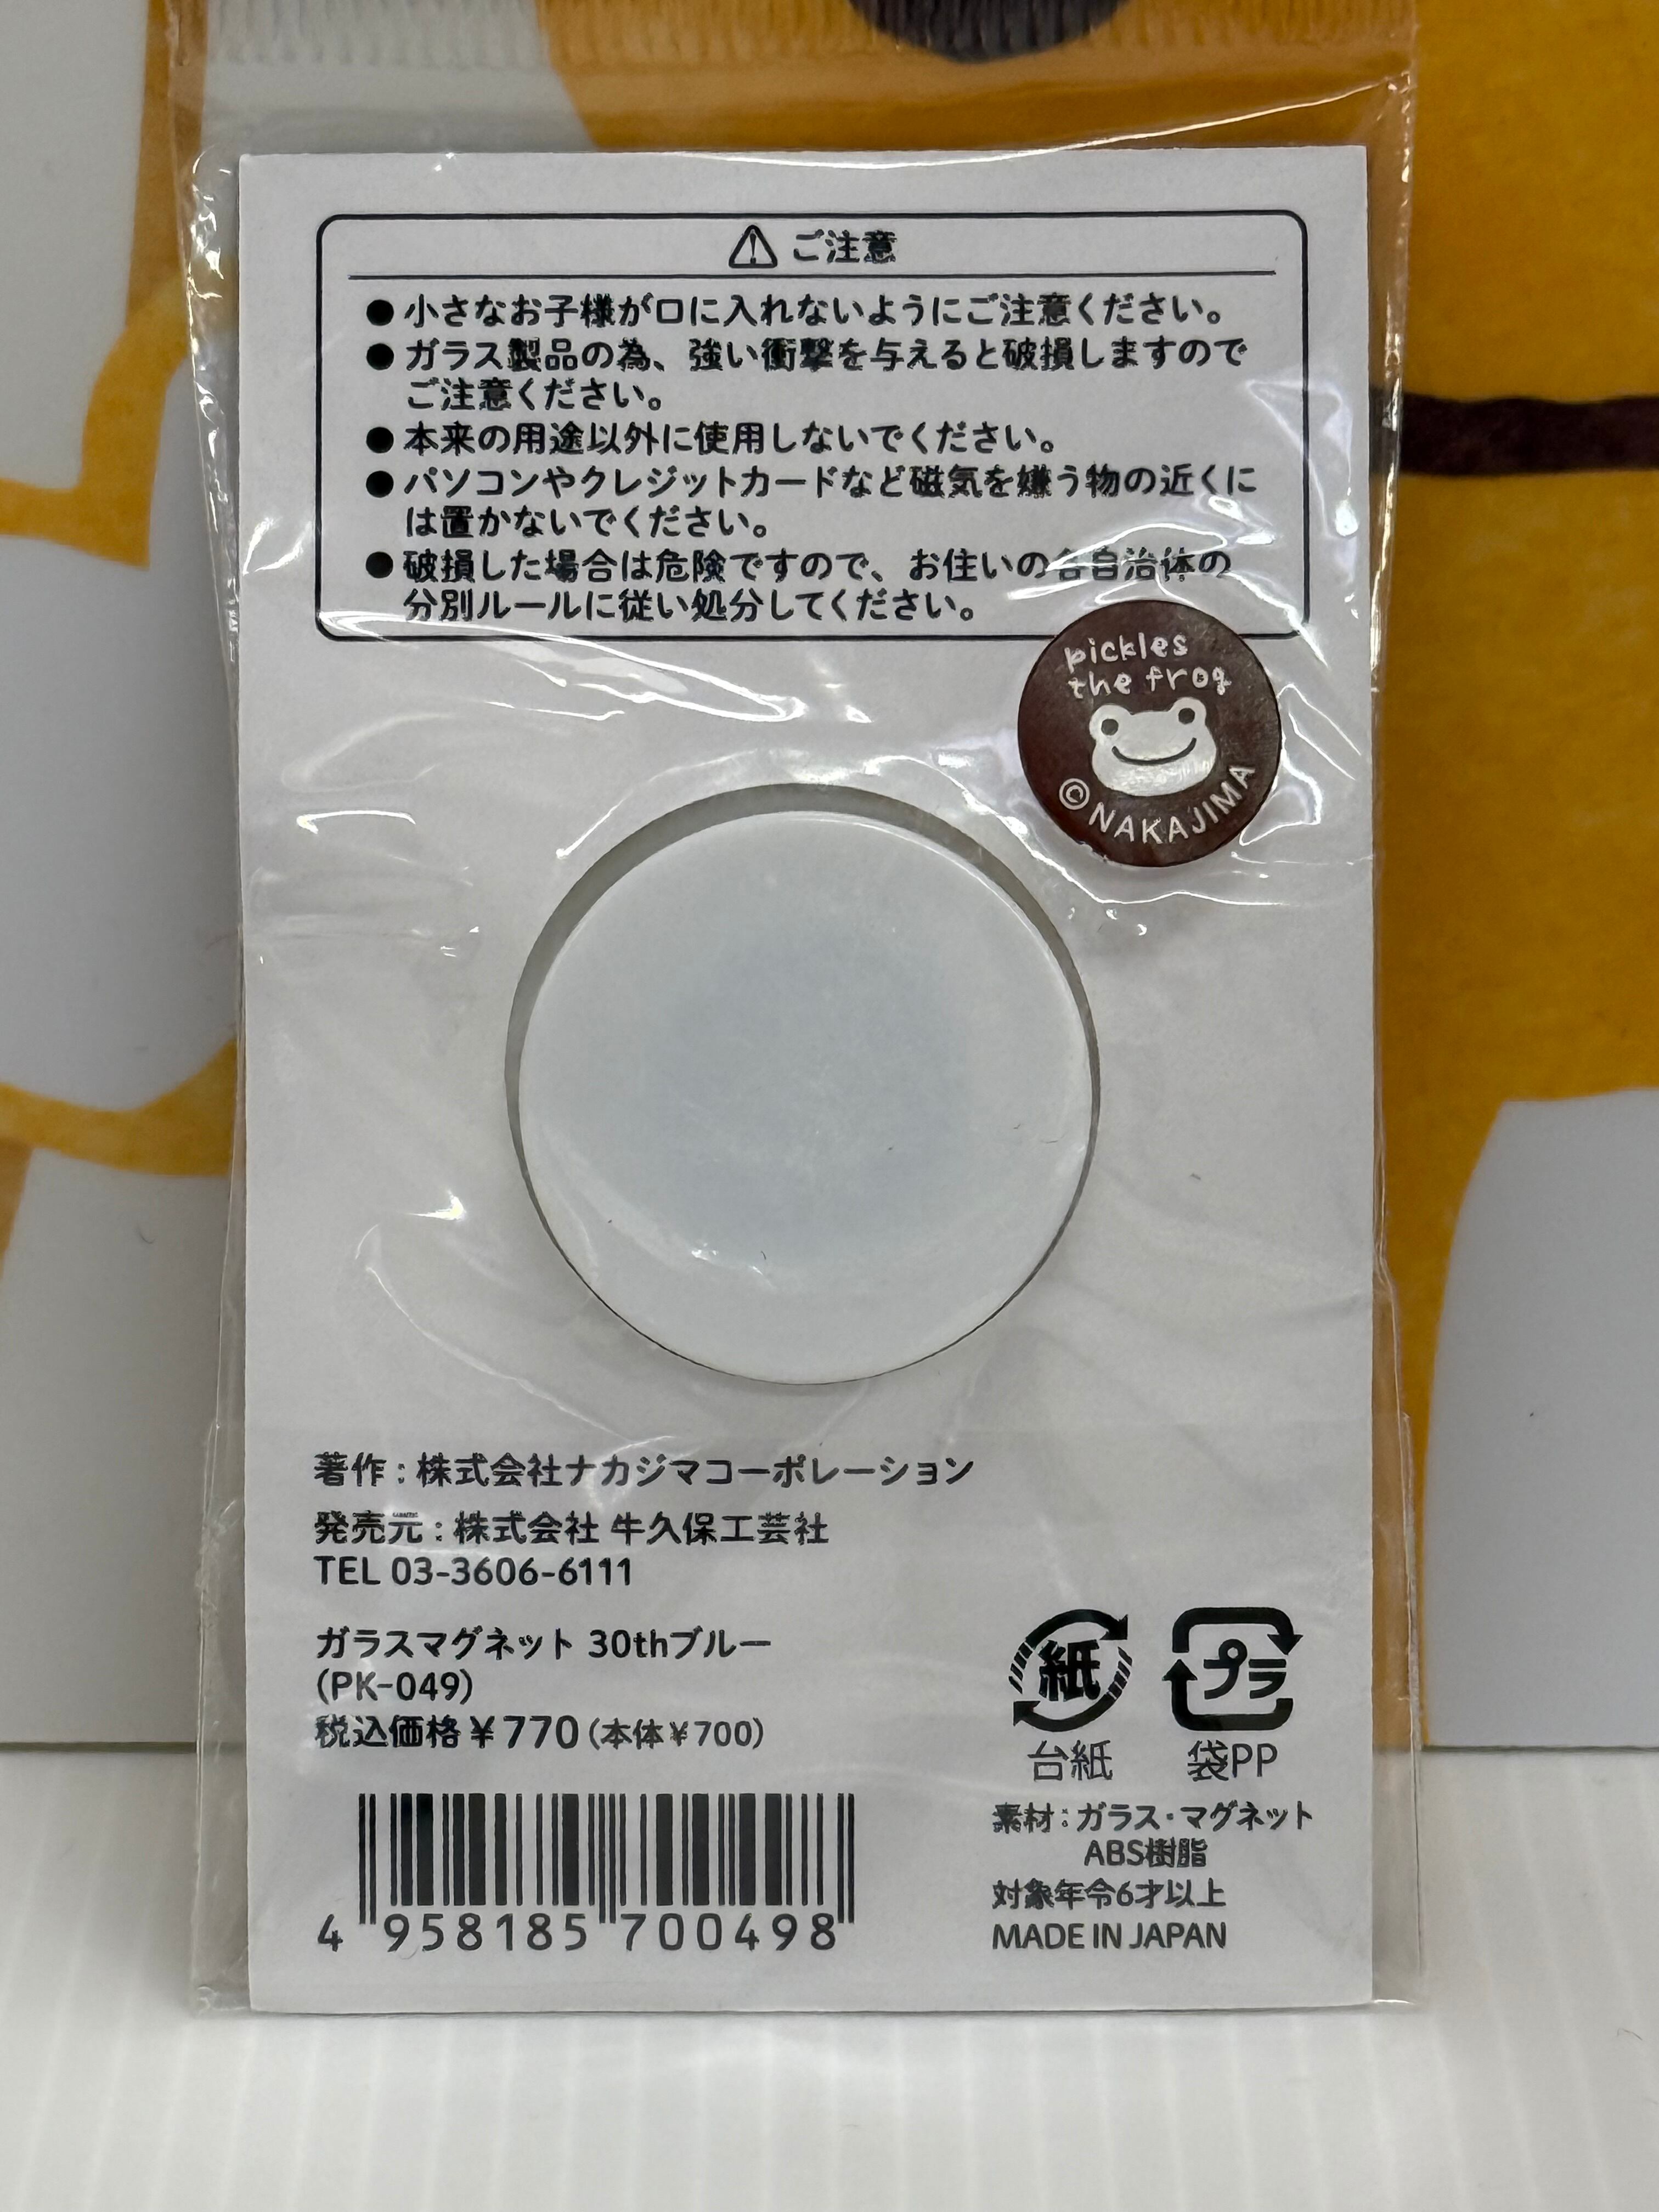 ご注意
●小さなお子様が口に入れないようにご注意ください。
●ガラス製品の為、強い衝撃を与えると破損しますので
ご注意ください。
●本来の用途以外に使用しないでください。
●パソコンやクレジットカードなど磁気を嫌う物の近くに
は置かないでください。
●破損した場合は危険ですので、お住いの各自治体の
分別ルールに従い処分してください。
pickles
the frog
©NAKAJIMA
著作:株式会社ナカジマコーポレーション
発売元:株式会社 牛久保工芸社
TEL 03-3606-6111
ガラスマグネット 30thブルー
(PK-049)
税込価格￥770(本体￥700)
4 958185 700498
紙
プラ
台紙
袋PP
素材:ガラス・マグネット
ABS樹脂
対象年令6才以上
MADE IN JAPAN